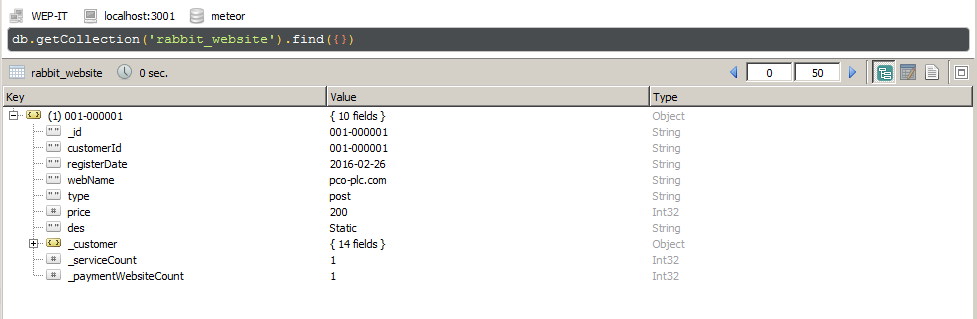 WEP-IT localhost:3001 meteor
db.getCollection('rabbit_website').find({})
rabbit_website 0 sec. 0 50
Key Value Type
(1) 001-000001 { 10 fields } Object
_id 001-000001 String
customerId 001-000001 String
registerDate 2016-02-26 String
webName pco-plc.com String
type post String
price 200 Int32
des Static String
_customer { 14 fields } Object
_serviceCount 1 Int32
_paymentWebsiteCount 1 Int32